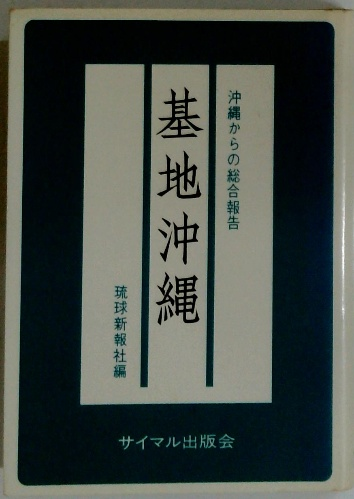 沖縄からの総合報告
基地沖縄
琉球新報社編
サイマル出版会